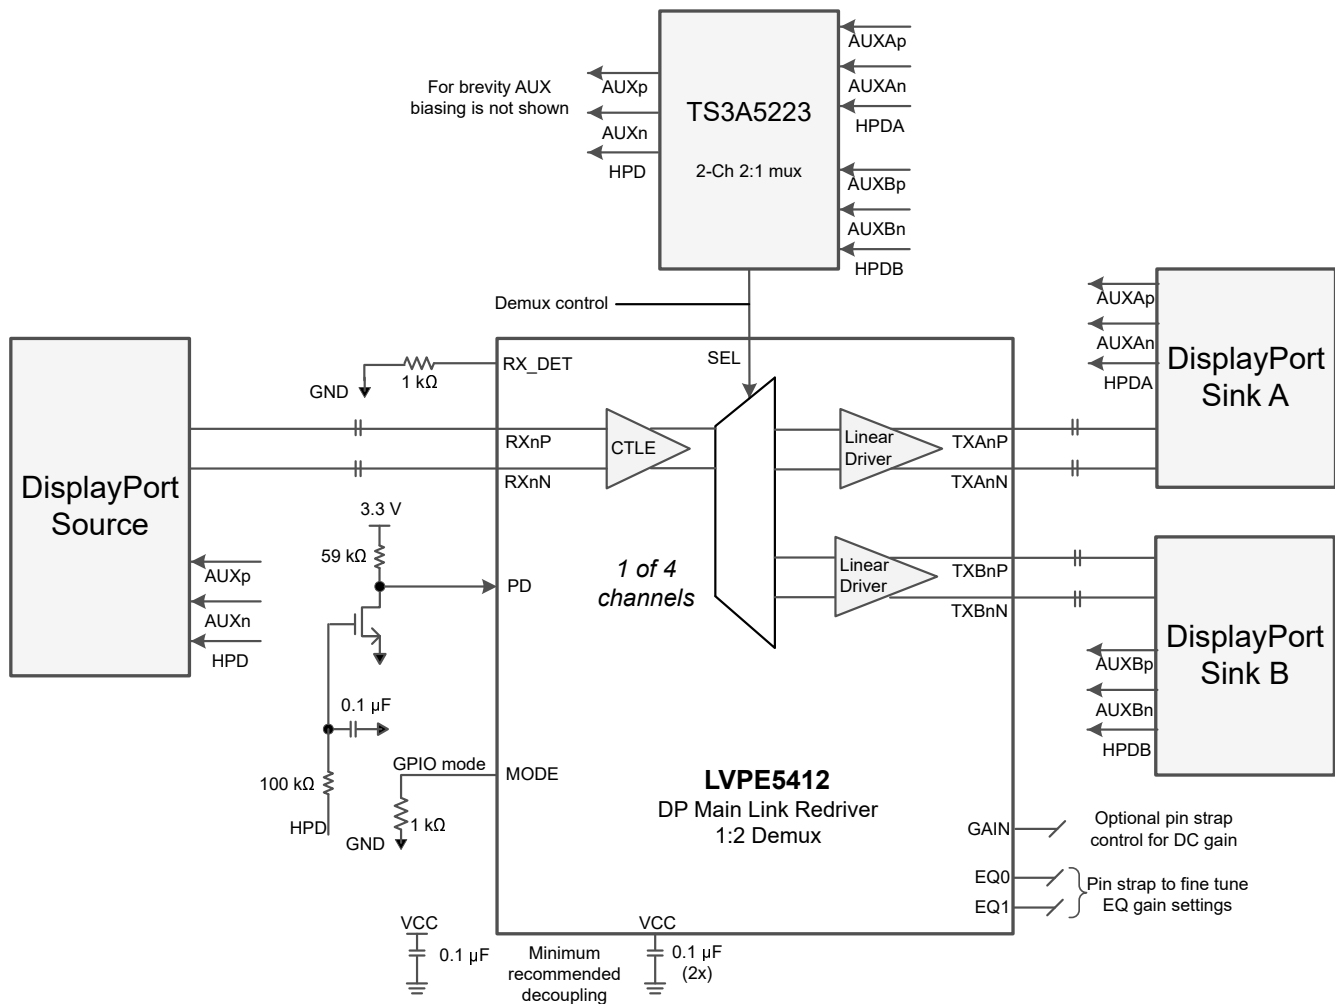 AUXAp
AUXAn
HPDA
AUXBp
AUXBn
HPDB
For brevity AUX
biasing is not shown
AUXp
AUXn
HPD
TS3A5223
2-Ch 2:1 mux
Demux control
SEL
RX_DET
1 kΩ
GND
DisplayPort
Source
AUXp
AUXn
HPD
RXnP
RXnN
CTLE
Linear
Driver
TXAnP
TXAnN
AUXAp
AUXAn
HPDA
DisplayPort
Sink A
3.3 V
59 kΩ
PD
1 of 4
channels
Linear
Driver
TXBnP
TXBnN
DisplayPort
Sink B
AUXBp
AUXBn
HPDB
0.1 µF
100 kΩ
HPD
GPIO mode
MODE
1 kΩ
GND
LVPE5412
DP Main Link Redriver
1:2 Demux
GAIN
Optional pin strap
control for DC gain
EQ0
EQ1
Pin strap to fine tune
EQ gain settings
VCC
0.1 µF
Minimum
recommended
decoupling
VCC
0.1 µF
(2x)